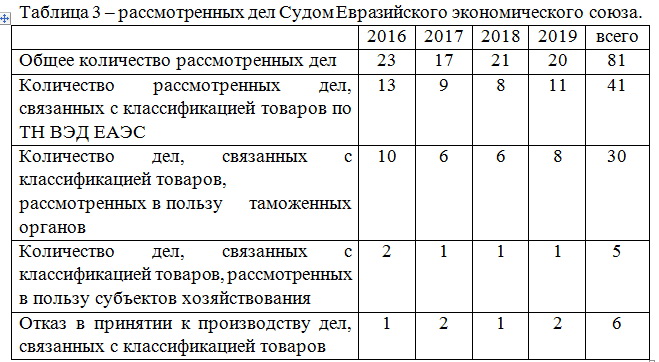 Таблица 3 – рассмотренных дел Судом Евразийского экономического союза.
2016 2017 2018 2019 всего
Общее количество рассмотренных дел 23 17 21 20 81
Количество рассмотренных дел, 13 9 8 11 41
связанных с классификацией товаров по
ТН ВЭД ЕАЭС
Количество дел, связанных с 10 6 6 8 30
классификацией товаров,
рассмотренных в пользу таможенных
органов
Количество дел, связанных с 2 1 1 1 5
классификацией товаров, рассмотренных
в пользу субъектов хозяйствования
Отказ в принятии к производству дел, 1 2 1 2 6
связанных с классификацией товаров